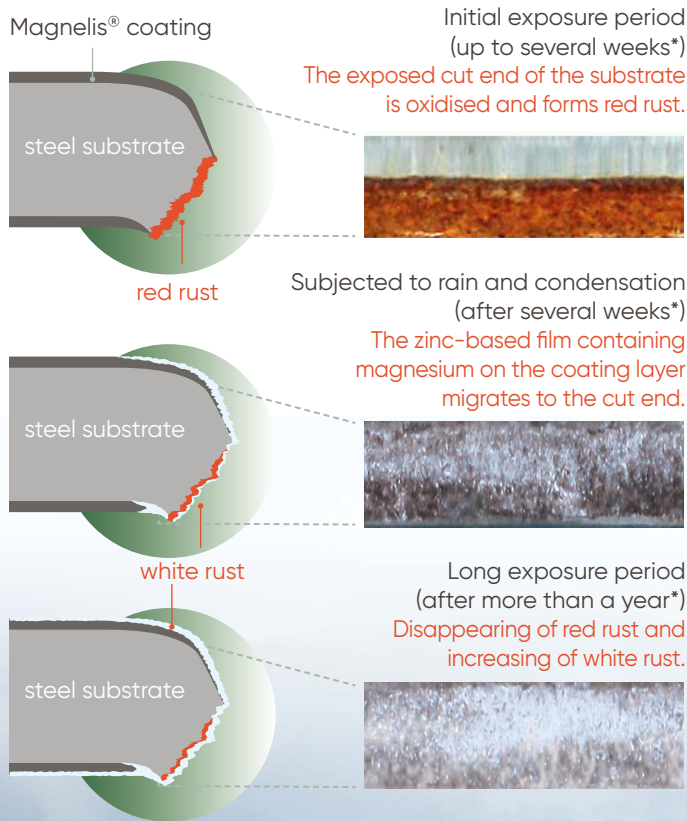 Magnelis® coating
steel substrate
red rust
Initial exposure period
(up to several weeks*)
The exposed cut end of the substrate
is oxidised and forms red rust.
steel substrate
white rust
Subjected to rain and condensation
(after several weeks*)
The zinc-based film containing
magnesium on the coating layer
migrates to the cut end.
steel substrate
Long exposure period
(after more than a year*)
Disappearing of red rust and
increasing of white rust.